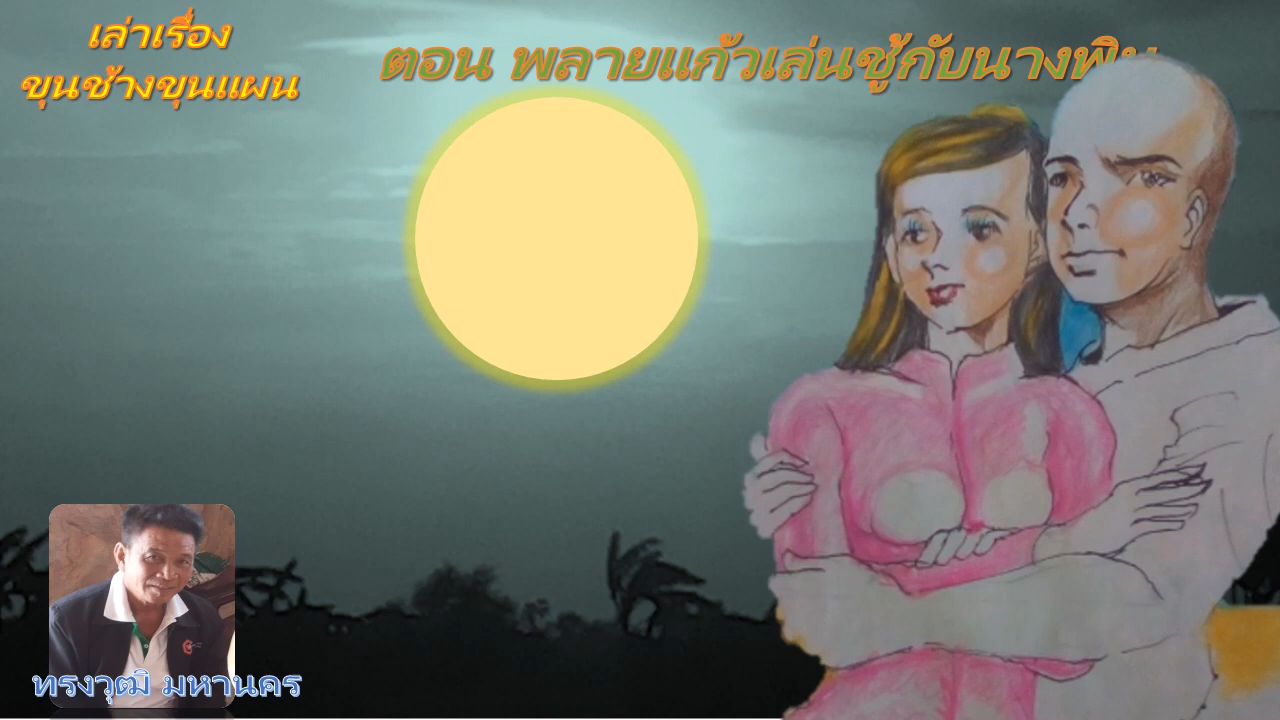 เล่าเรื่อง
ขุนช้างขุนแผน
ตอน พลายแก้วเล่นชู้กับนางพิม
ทรงวุฒิ มหานคร